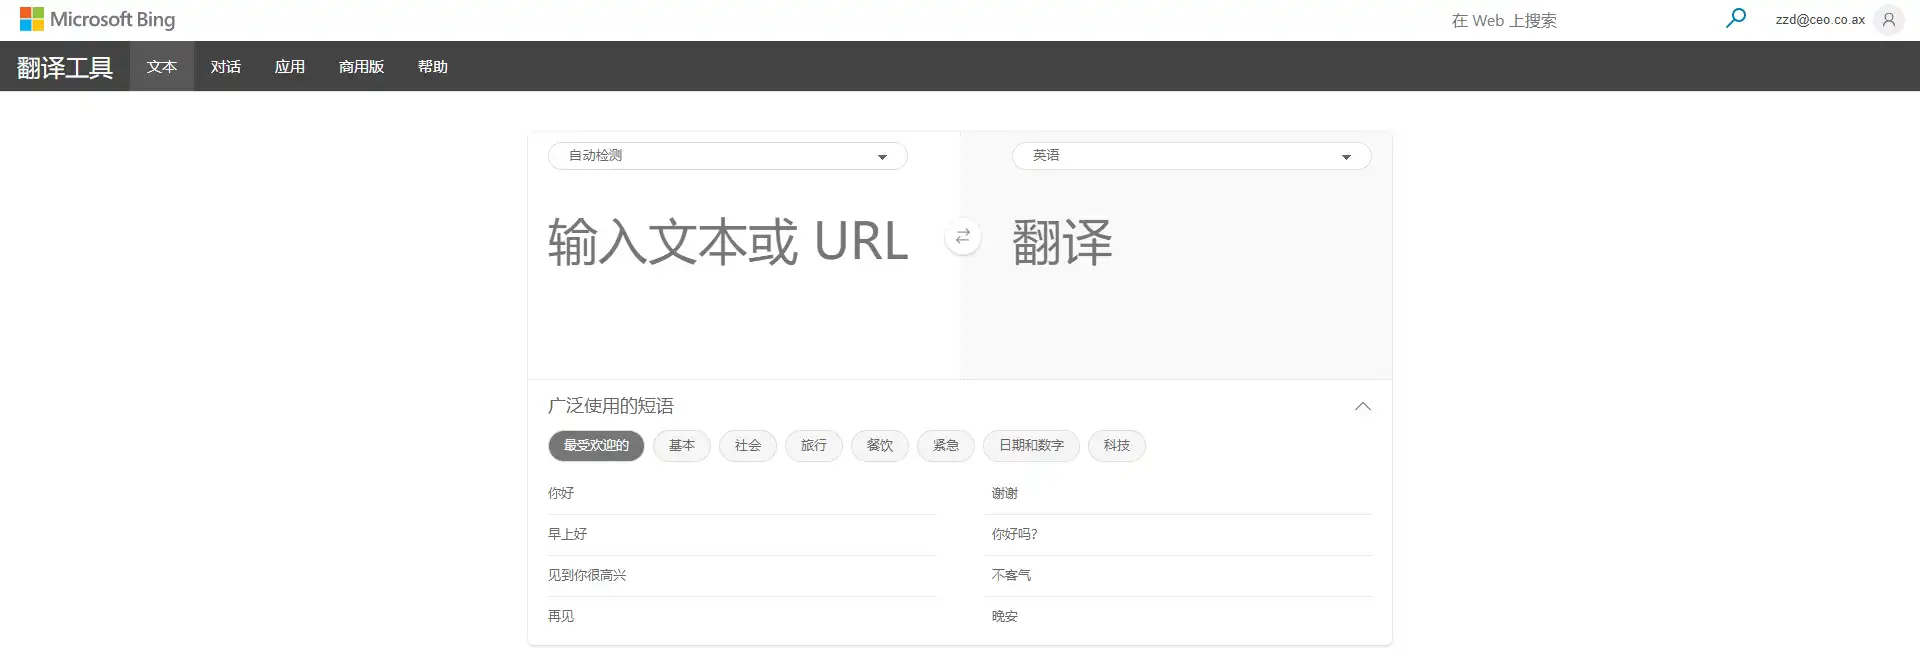 Microsoft Bing
在 Web 上搜索
zzd@ceo.co.ax
翻译工具 文本 对话 应用 商用版 帮助
自动检测
英语
输入文本或 URL
翻译
广泛使用的短语
最受欢迎的 基本 社会 旅行 餐饮 紧急 日期和数字 科技
你好 谢谢
早上好 你好吗?
见到你很高兴 不客气
再见 晚安